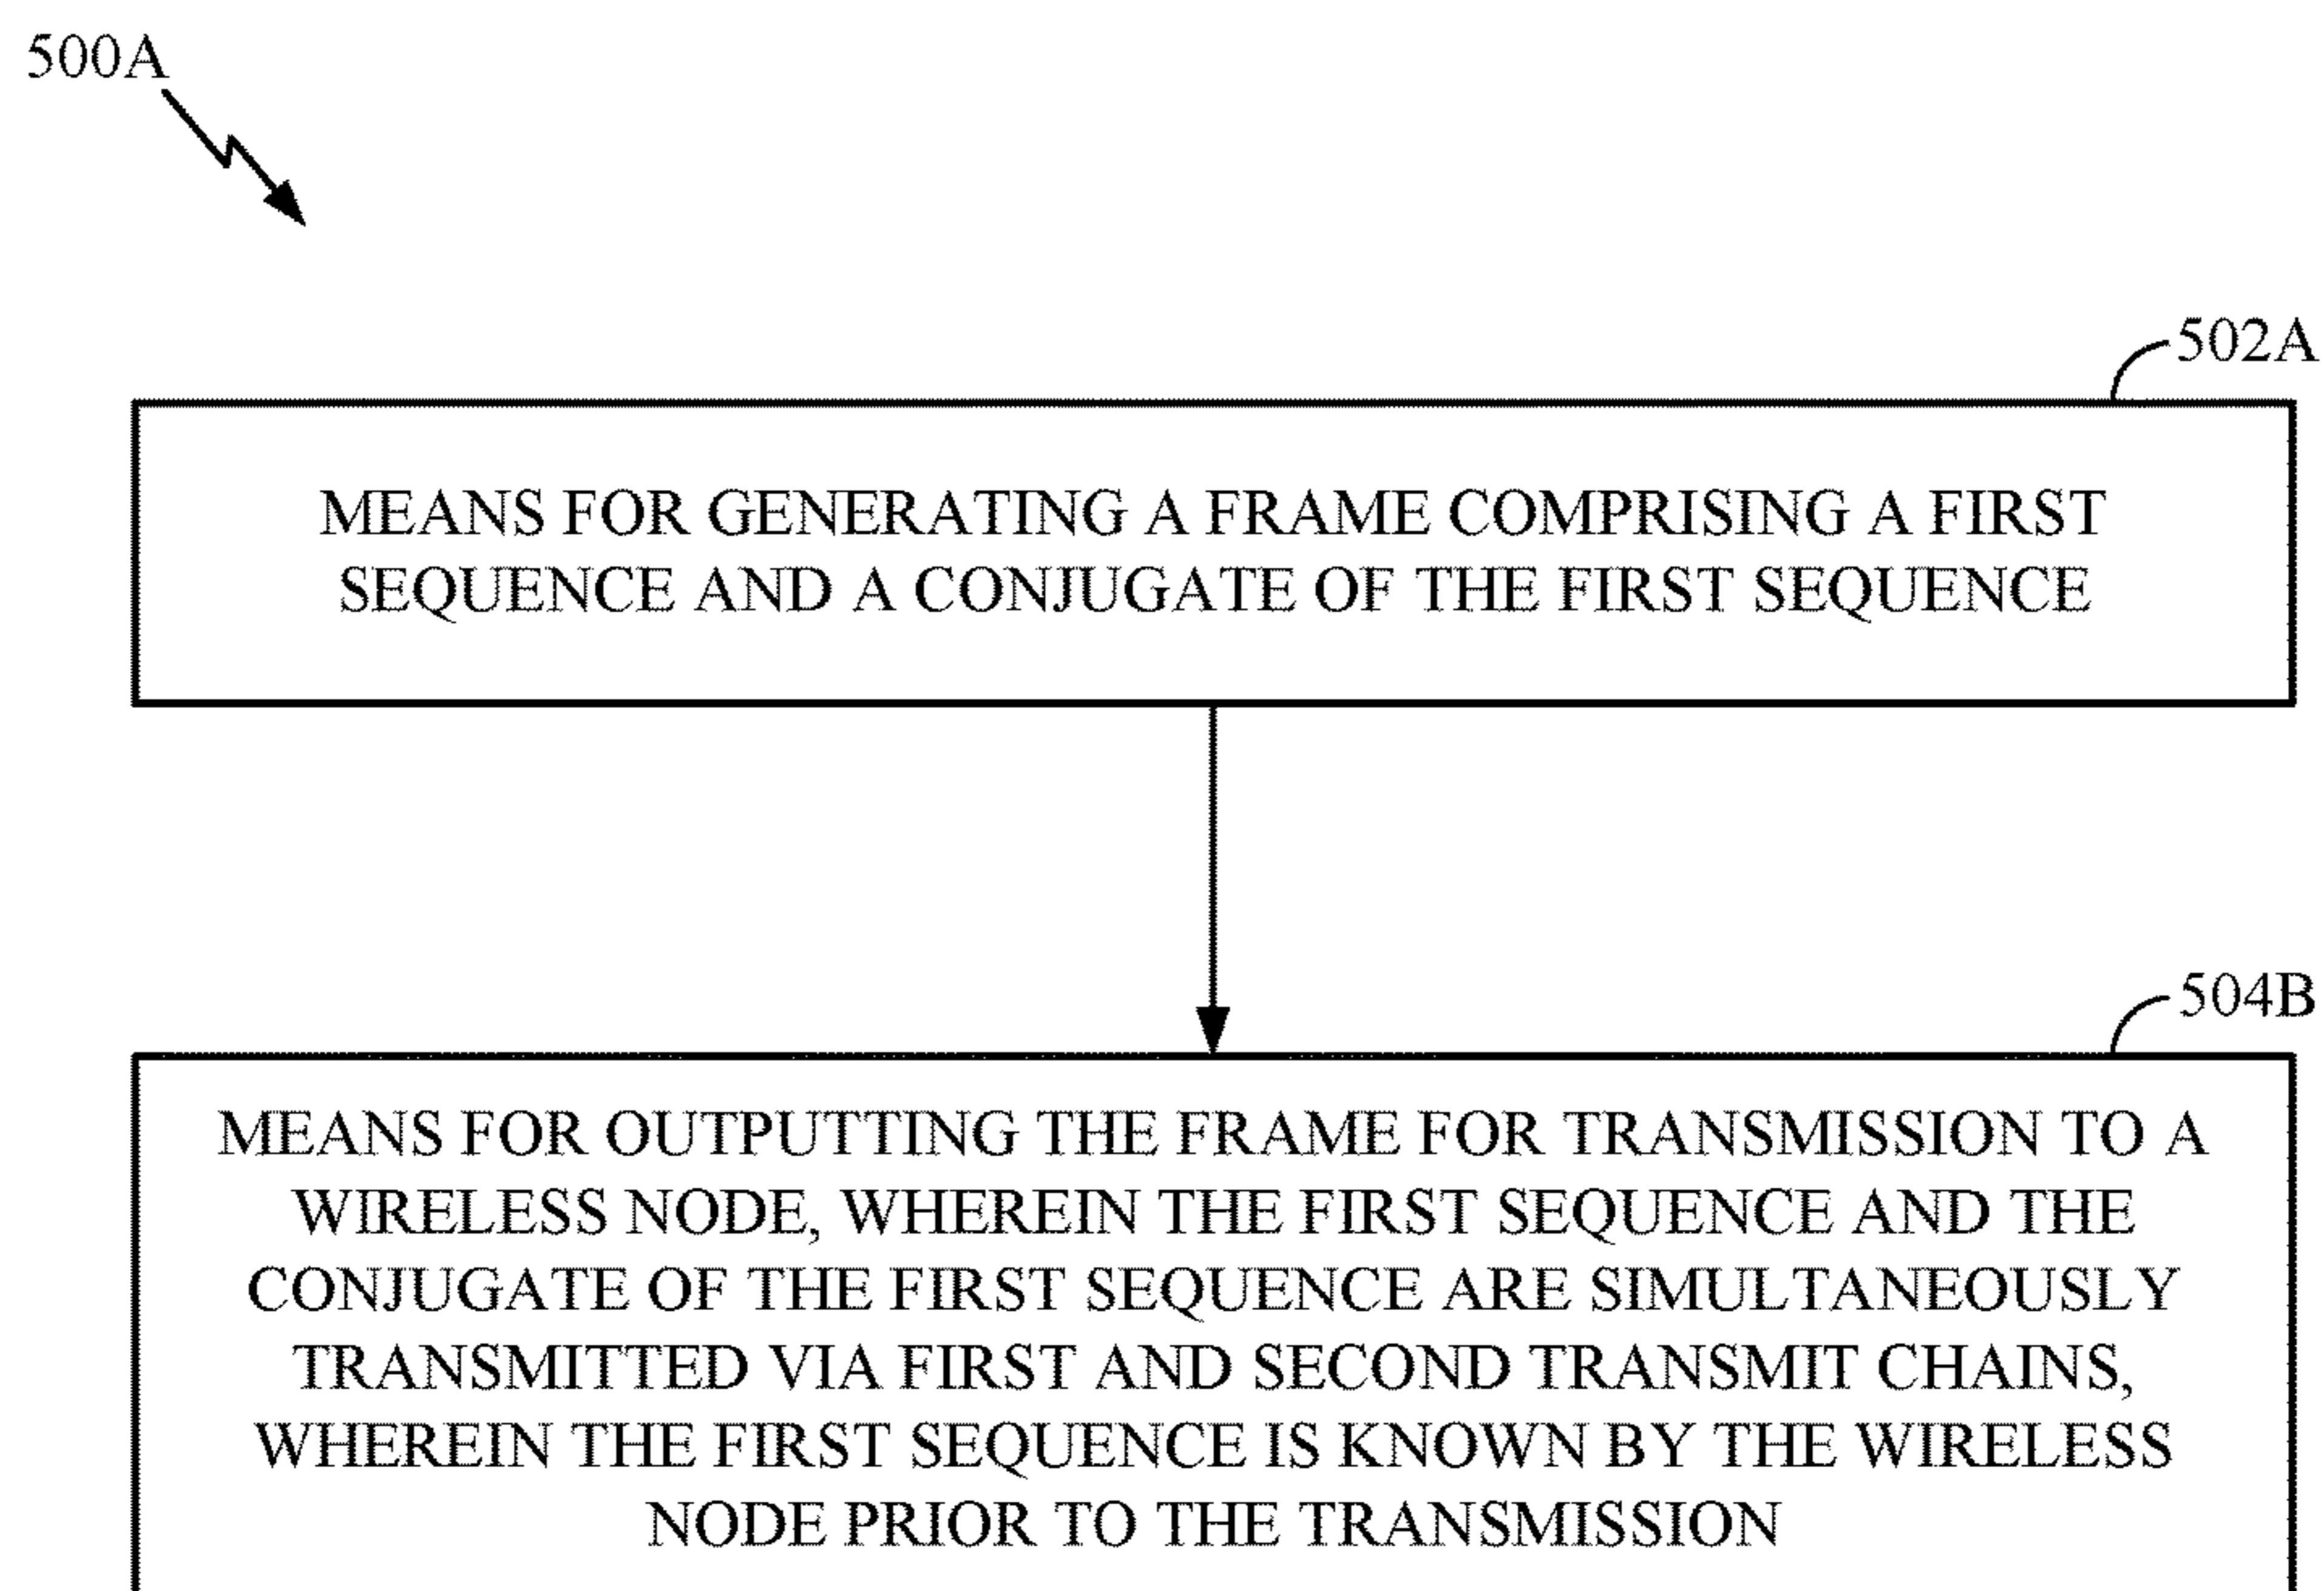 500A
502A
MEANS FOR GENERATING A FRAME COMPRISING A FIRST
SEQUENCE AND A CONJUGATE OF THE FIRST SEQUENCE
504B
MEANS FOR OUTPUTTING THE FRAME FOR TRANSMISSION TO A
WIRELESS NODE, WHEREIN THE FIRST SEQUENCE AND THE
CONJUGATE OF THE FIRST SEQUENCE ARE SIMULTANEOUSLY
TRANSMITTED VIA FIRST AND SECOND TRANSMIT CHAINS,
WHEREIN THE FIRST SEQUENCE IS KNOWN BY THE WIRELESS
NODE PRIOR TO THE TRANSMISSION